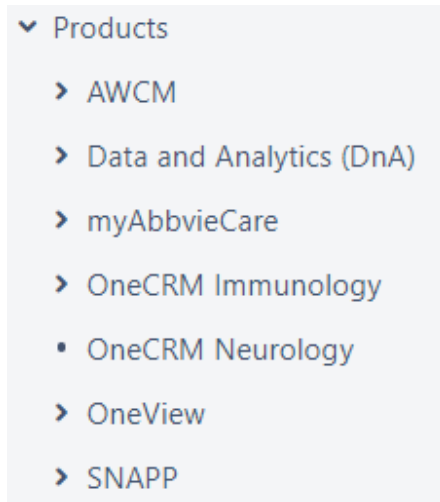 Products
AWCM
Data and Analytics (DnA)
myAbbvieCare
OneCRM Immunology
OneCRM Neurology
OneView
SNAPP